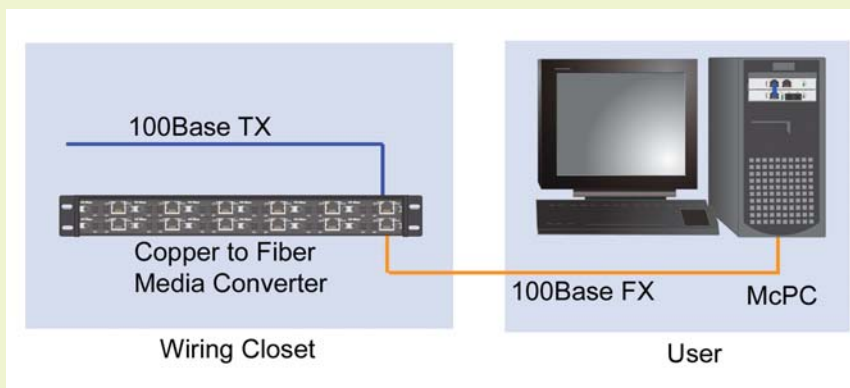 100Base TX
Copper to Fiber
Media Converter
100Base FX
McPC
Wiring Closet
User